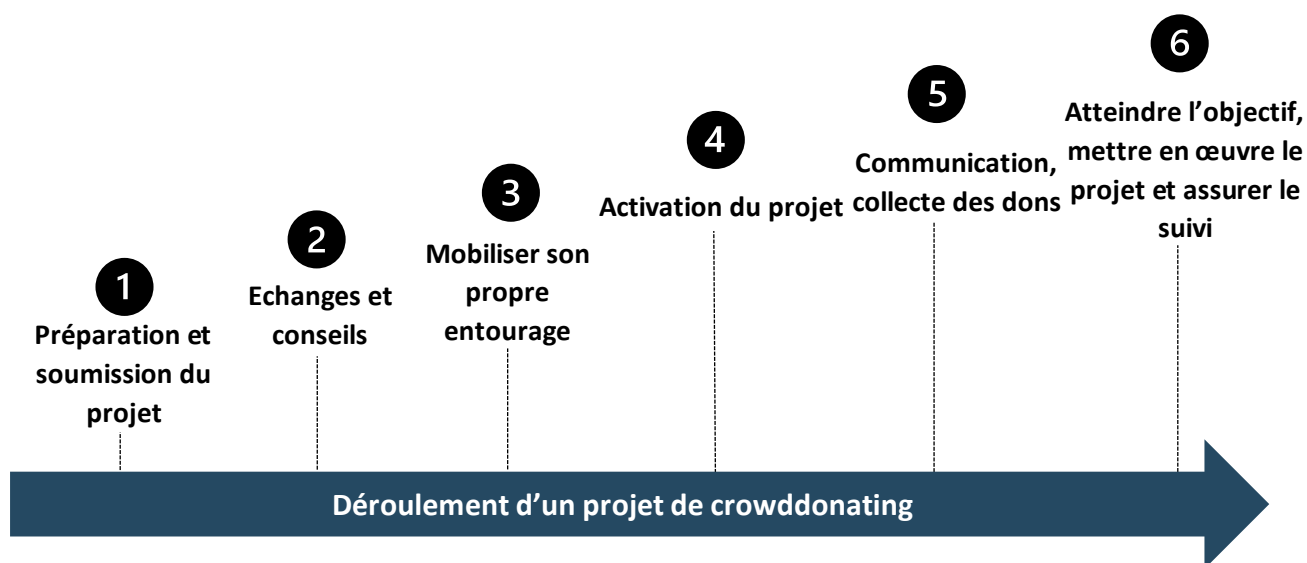 1
Préparation et
soumission du
projet
2
Echanges et
conseils
3
Mobiliser son
propre
entourage
4
Activation du projet
5
Communication,
collecte des dons
6
Atteindre l’objectif,
mettre en œuvre le
projet et assurer le
suivi
Déroulement d’un projet de crowddonating